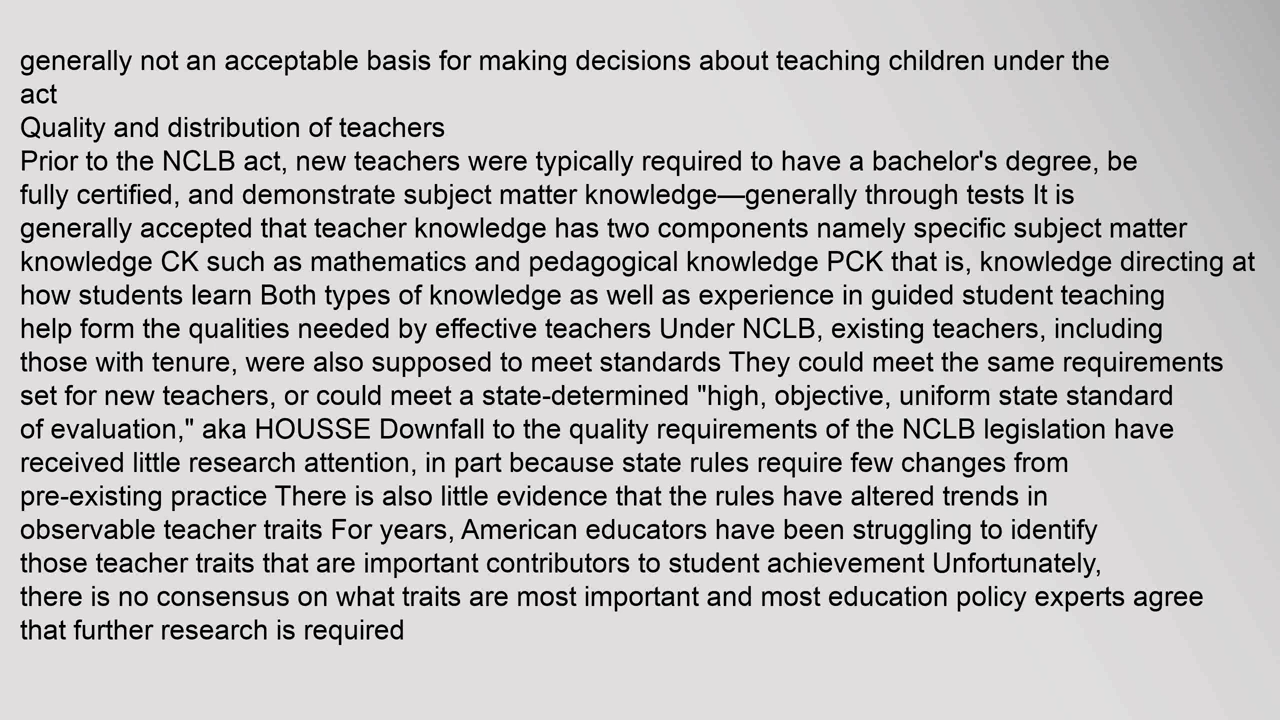 generally not an acceptable basis for making decisions about teaching children under the
act
Quality and distribution of teachers
Prior to the NCLB act, new teachers were typically required to have a bachelor's degree, be
fully certified, and demonstrate subject matter knowledge—generally through tests It is
generally accepted that teacher knowledge has two components namely specific subject matter
knowledge CK such as mathematics and pedagogical knowledge PCK that is, knowledge directing at
how students learn Both types of knowledge as well as experience in guided student teaching
help form the qualities needed by effective teachers Under NCLB, existing teachers, including
those with tenure, were also supposed to meet standards They could meet the same requirements
set for new teachers, or could meet a state-determined "high, objective, uniform state standard
of evaluation," aka HOUSSE Downfall to the quality requirements of the NCLB legislation have
received little research attention, in part because state rules require few changes from
pre-existing practice There is also little evidence that the rules have altered trends in
observable teacher traits For years, American educators have been struggling to identify
those teacher traits that are important contributors to student achievement Unfortunately,
there is no consensus on what traits are most important and most education policy experts agree
that further research is required